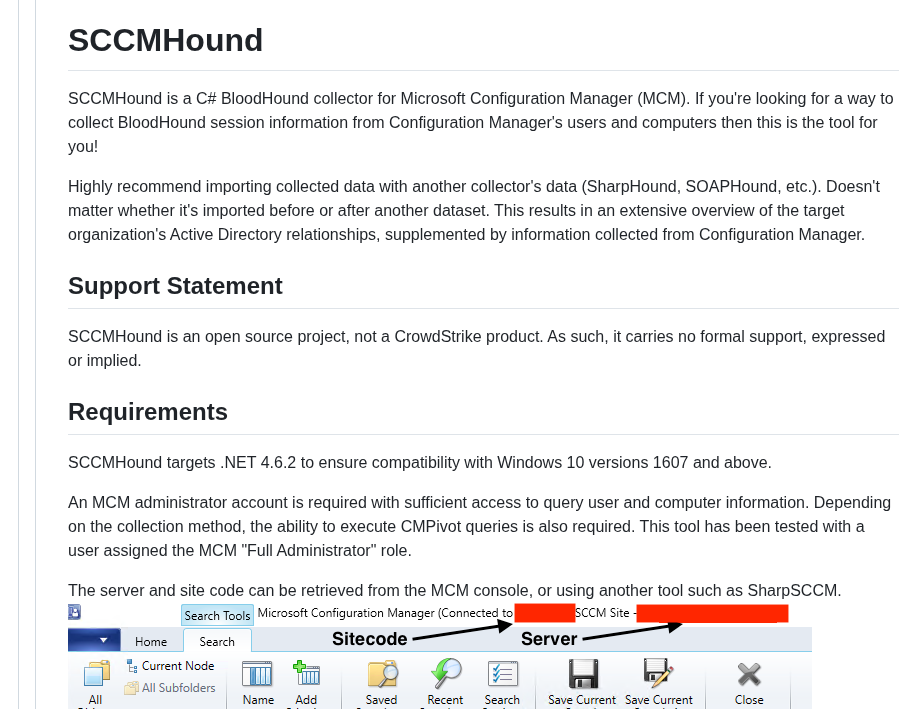 SCCMHound
SCCMHound is a C# BloodHound collector for Microsoft Configuration Manager (MCM). If you're looking for a way to
collect BloodHound session information from Configuration Manager's users and computers then this is the tool for
you!
Highly recommend importing collected data with another collector's data (SharpHound, SOAPHound, etc.). Doesn't
matter whether it's imported before or after another dataset. This results in an extensive overview of the target
organization's Active Directory relationships, supplemented by information collected from Configuration Manager.
Support Statement
SCCMHound is an open source project, not a CrowdStrike product. As such, it carries no formal support, expressed
or implied.
Requirements
SCCMHound targets .NET 4.6.2 to ensure compatibility with Windows 10 versions 1607 and above.
An MCM administrator account is required with sufficient access to query user and computer information. Depending
on the collection method, the ability to execute CMPivot queries is also required. This tool has been tested with a
user assigned the MCM "Full Administrator" role.
The server and site code can be retrieved from the MCM console, or using another tool such as SharpSCCM.
Search Tools Microsoft Configuration Manager (Connected to SCCM Site -
Home Search Sitecode Server
Current Node
All Subfolders
All Name Add Saved Recent Search Save Current Save Current Close